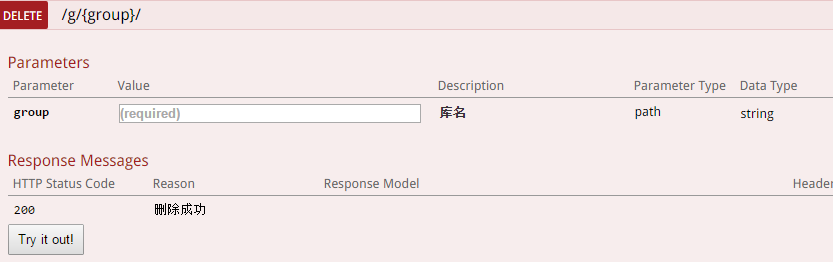 DELETE /g/{group}/
Parameters
Parameter Value Description Parameter Type Data Type
group (required) 库名 path string
Response Messages
HTTP Status Code Reason Response Model Header
200 删除成功
Try it out!